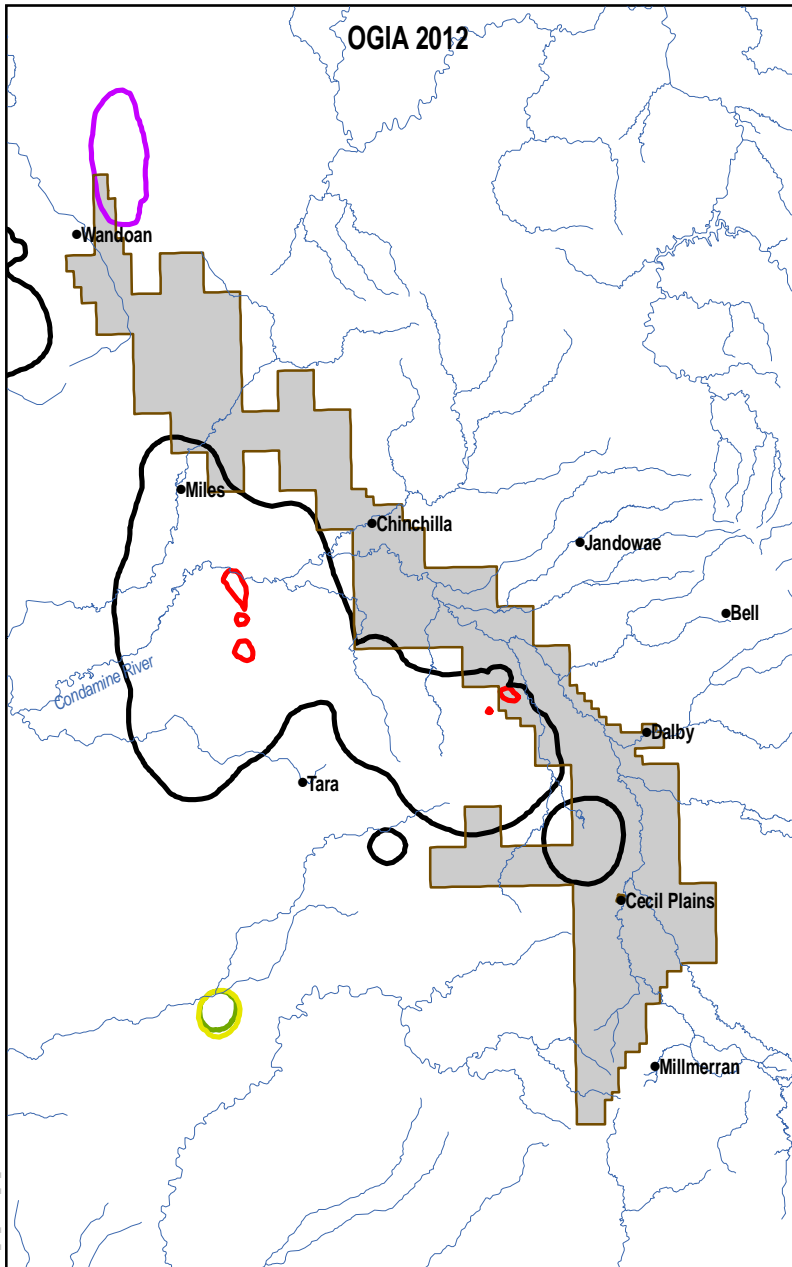 OGIA 2012
Wandoan
Miles
Chinchilla
Jandowae
Bell
Condamine River
Dalby
Tara
Cecil Plains
Millmerran